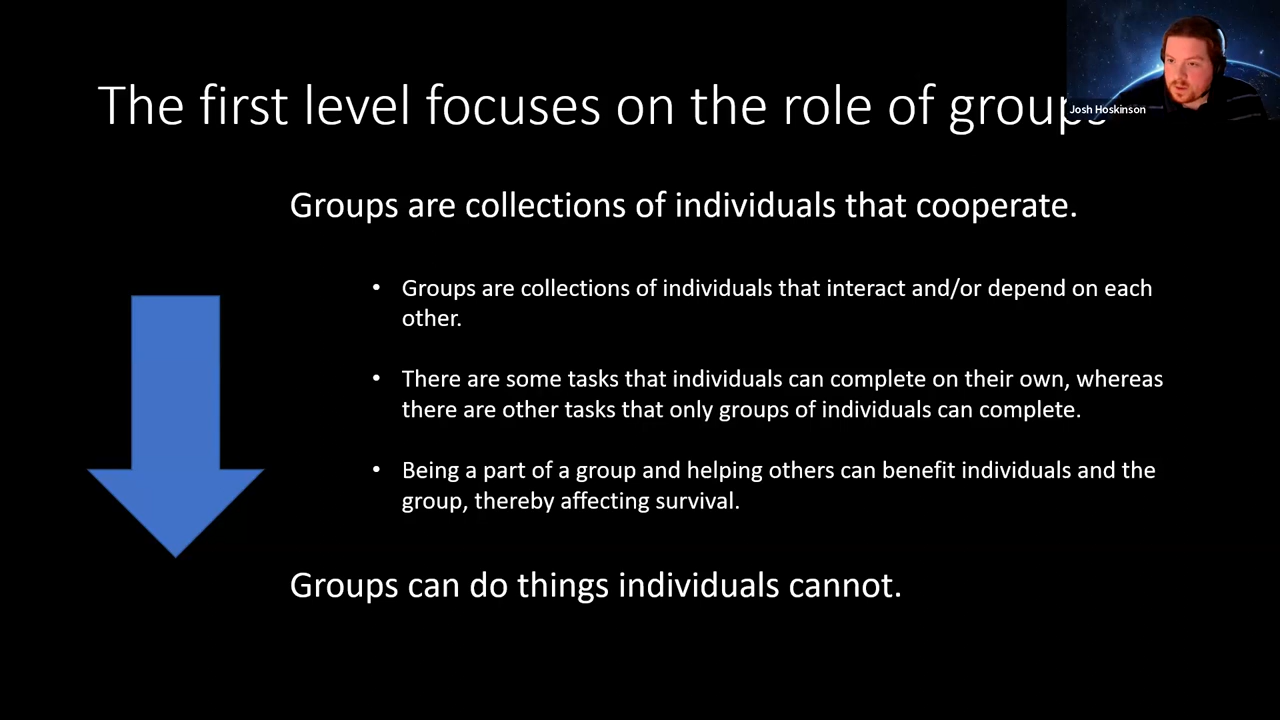 The first level focuses on the role of groups
Josh Hoskinson
Groups are collections of individuals that cooperate.
• Groups are collections of individuals that interact and/or depend on each
other.
• There are some tasks that individuals can complete on their own, whereas
there are other tasks that only groups of individuals can complete.
• Being a part of a group and helping others can benefit individuals and the
group, thereby affecting survival.
Groups can do things individuals cannot.